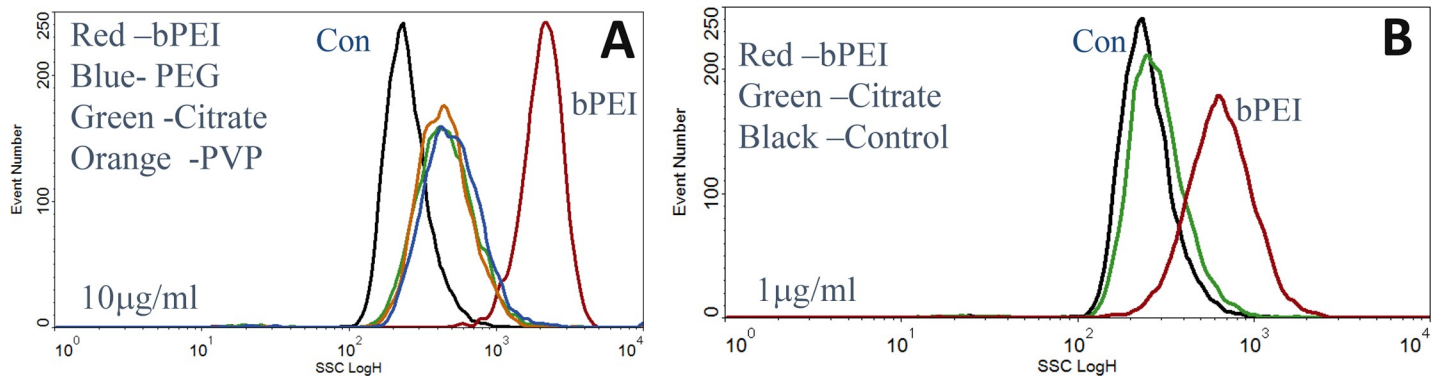 A
Red –bPEI
Blue- PEG
Green -Citrate
Orange -PVP
Con
bPEI
10µg/ml
Event Number
0
100
200
250
10⁰
10¹
10²
10³
10⁴
SSC LogH
B
Red –bPEI
Green –Citrate
Black –Control
Con
bPEI
1µg/ml
Event Number
0
100
200
250
10⁰
10¹
10²
10³
10⁴
SSC LogH